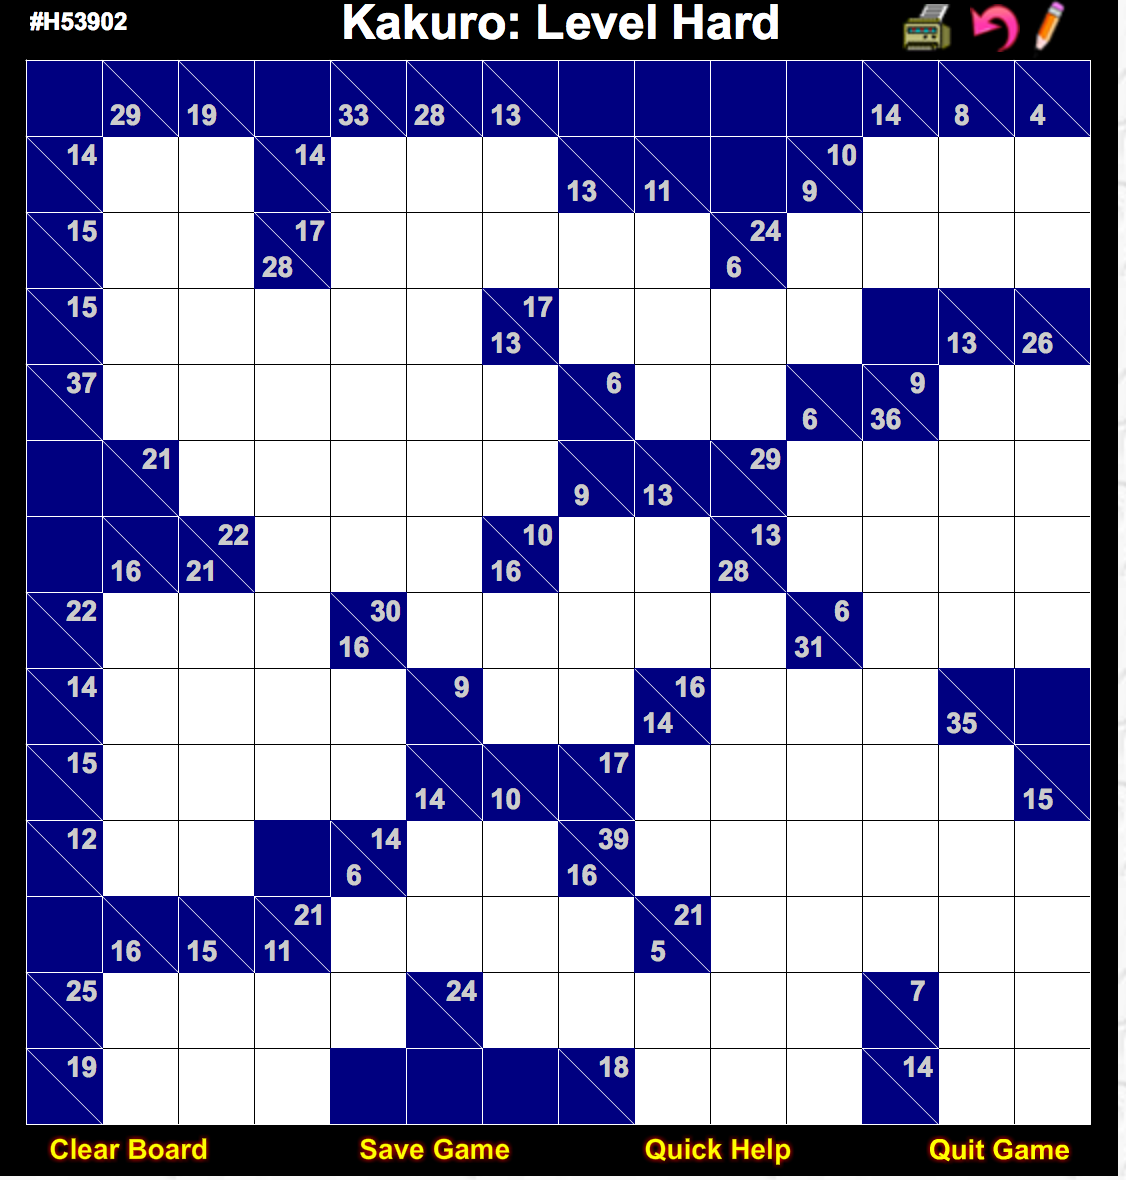 #H53902 Kakuro: Level Hard
29 19 33 28 13 14 8 4
14 14 13 11 10 9
15 17 28 24 6
15 17 13 13 26
37 6 6 9 36
21 9 13 29
16 22 21 10 16 13 28
22 30 16 6 31
14 9 16 14 35
15 14 10 17 15
12 14 6 39 16
16 15 21 11 21 5
25 24 7
19 18 14
Clear Board Save Game Quick Help Quit Game